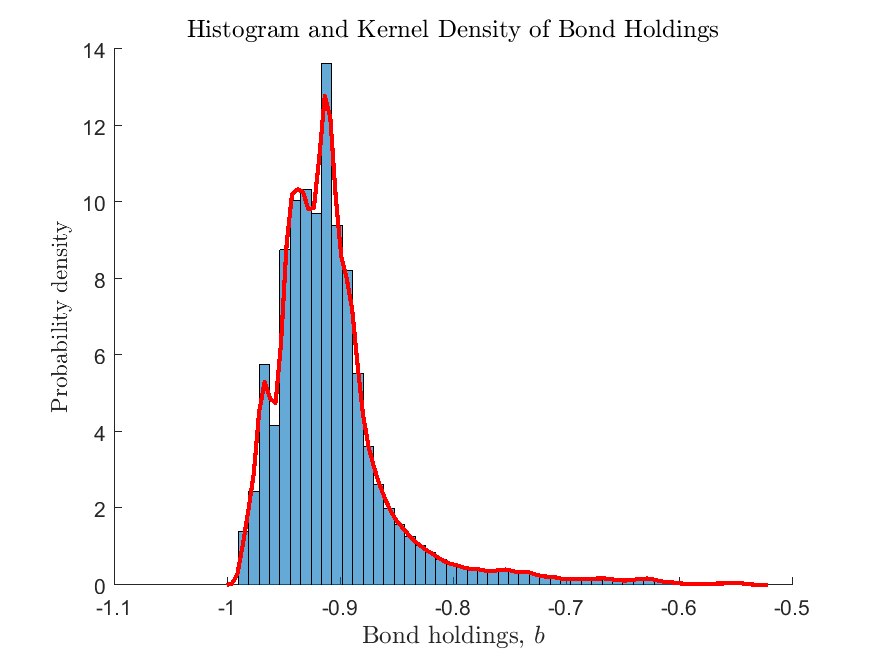 Histogram and Kernel Density of Bond Holdings
14
12
10
8
6
4
2
0
Probability density
-1.1 -1 -0.9 -0.8 -0.7 -0.6 -0.5
Bond holdings, b